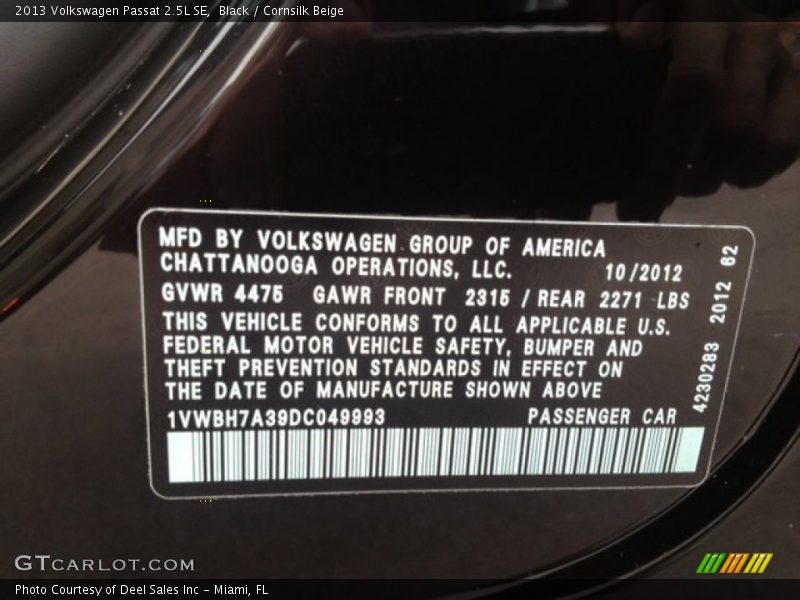 2013 Volkswagen Passat 2.5L SE, Black / Cornsilk Beige
MFD BY VOLKSWAGEN GROUP OF AMERICA
CHATTANOOGA OPERATIONS, LLC. 10/2012
GVWR 4475 GAWR FRONT 2315 / REAR 2271 LBS
THIS VEHICLE CONFORMS TO ALL APPLICABLE U.S.
FEDERAL MOTOR VEHICLE SAFETY, BUMPER AND
THEFT PREVENTION STANDARDS IN EFFECT ON
THE DATE OF MANUFACTURE SHOWN ABOVE
1VWBH7A39DC049993 PASSENGER CAR
4230283 2012 62
GTCARLOT.COM
Photo Courtesy of Deel Sales Inc - Miami, FL